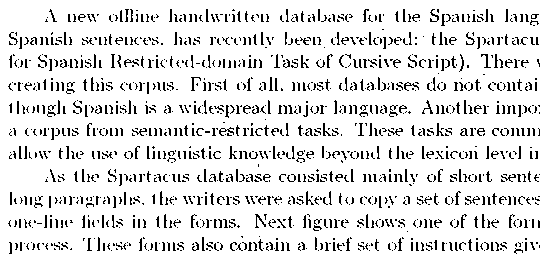 A new offline handwritten database for the Spanish lang
Spanish sentences, has recently been developed: the Spartacu
for Spanish Restricted-domain Task of Cursive Script). There
creating this corpus. First of all, most databases do not contai
though Spanish is a widespread major language. Another impo
a corpus from semantic-restricted tasks. These tasks are comm
allow the use of linguistic knowledge beyond the lexicon level in
As the Spartacus database consisted mainly of short sente
long paragraphs, the writers were asked to copy a set of sentences
one-line fields in the forms. Next figure shows one of the form
process. These forms also contain a brief set of instructions giv